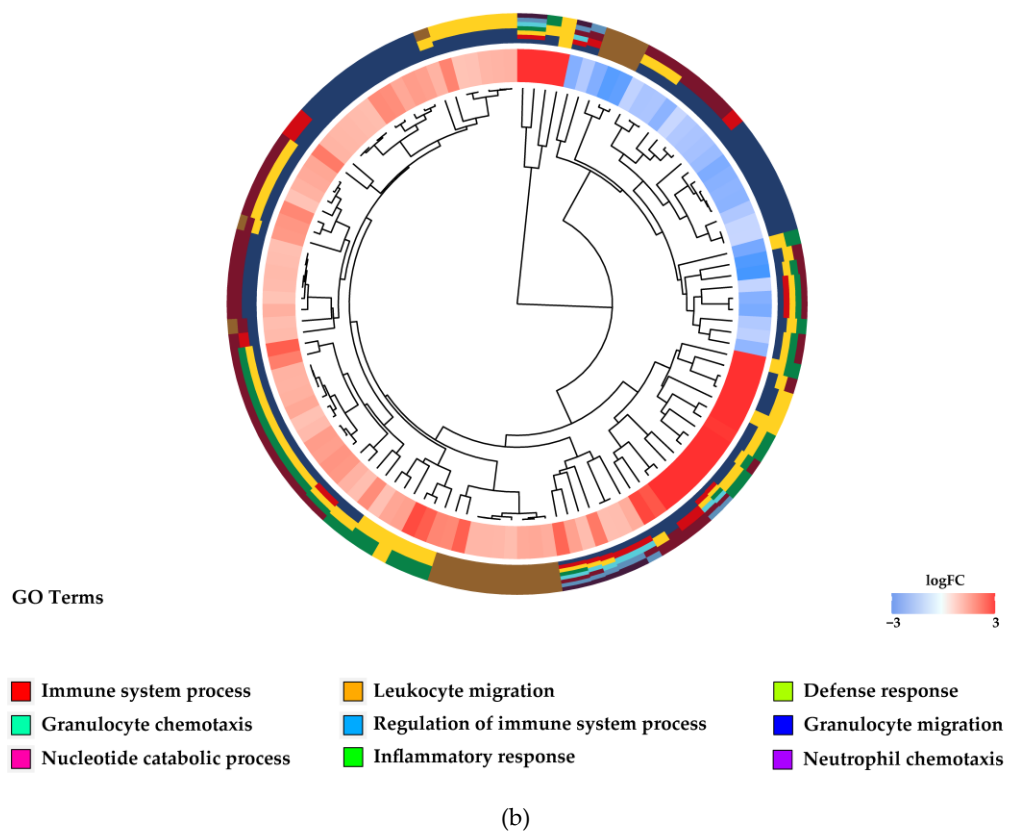 logFC
−3 3
GO Terms
Immune system process Leukocyte migration Defense response
Granulocyte chemotaxis Regulation of immune system process Granulocyte migration
Nucleotide catabolic process Inflammatory response Neutrophil chemotaxis
(b)